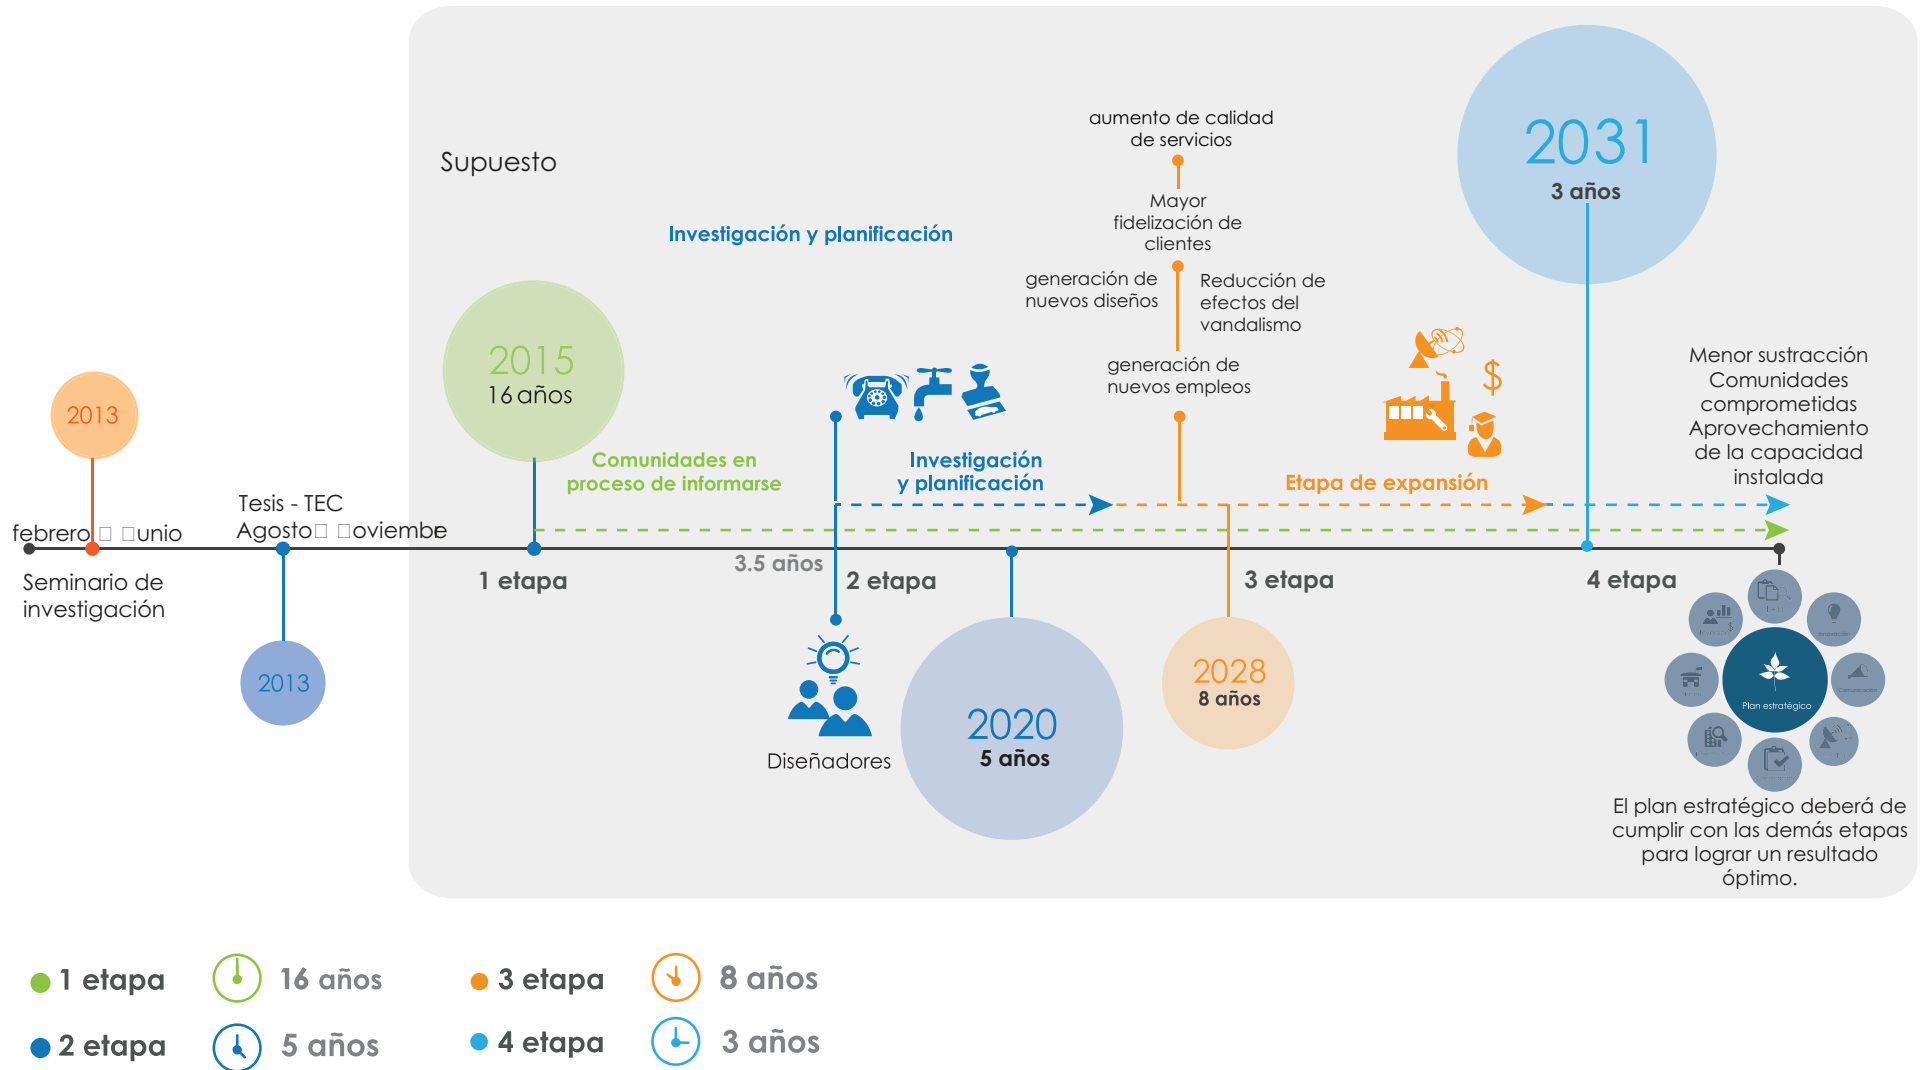 Supuesto
Investigación y planificación
aumento de calidad
de servicios
Mayor
fidelización de
clientes
generación de
nuevos diseños
Reducción de
efectos del
vandalismo
generación de
nuevos empleos
2031
3 años
2015
16 años
2013
febrero □ □unio
Seminario de
investigación
Tesis - TEC
Agosto□ □oviembre
2013
Comunidades en
proceso de informarse
Investigación
y planificación
Etapa de expansión
$
Menor sustracción
Comunidades
comprometidas
Aprovechamiento
de la capacidad
instalada
1 etapa
3.5 años
2 etapa
3 etapa
4 etapa
Diseñadores
2020
5 años
2028
8 años
Innovación
Comunicación
Plan estratégico
El plan estratégico deberá de
cumplir con las demás etapas
para lograr un resultado
óptimo.
1 etapa
16 años
3 etapa
8 años
2 etapa
5 años
4 etapa
3 años